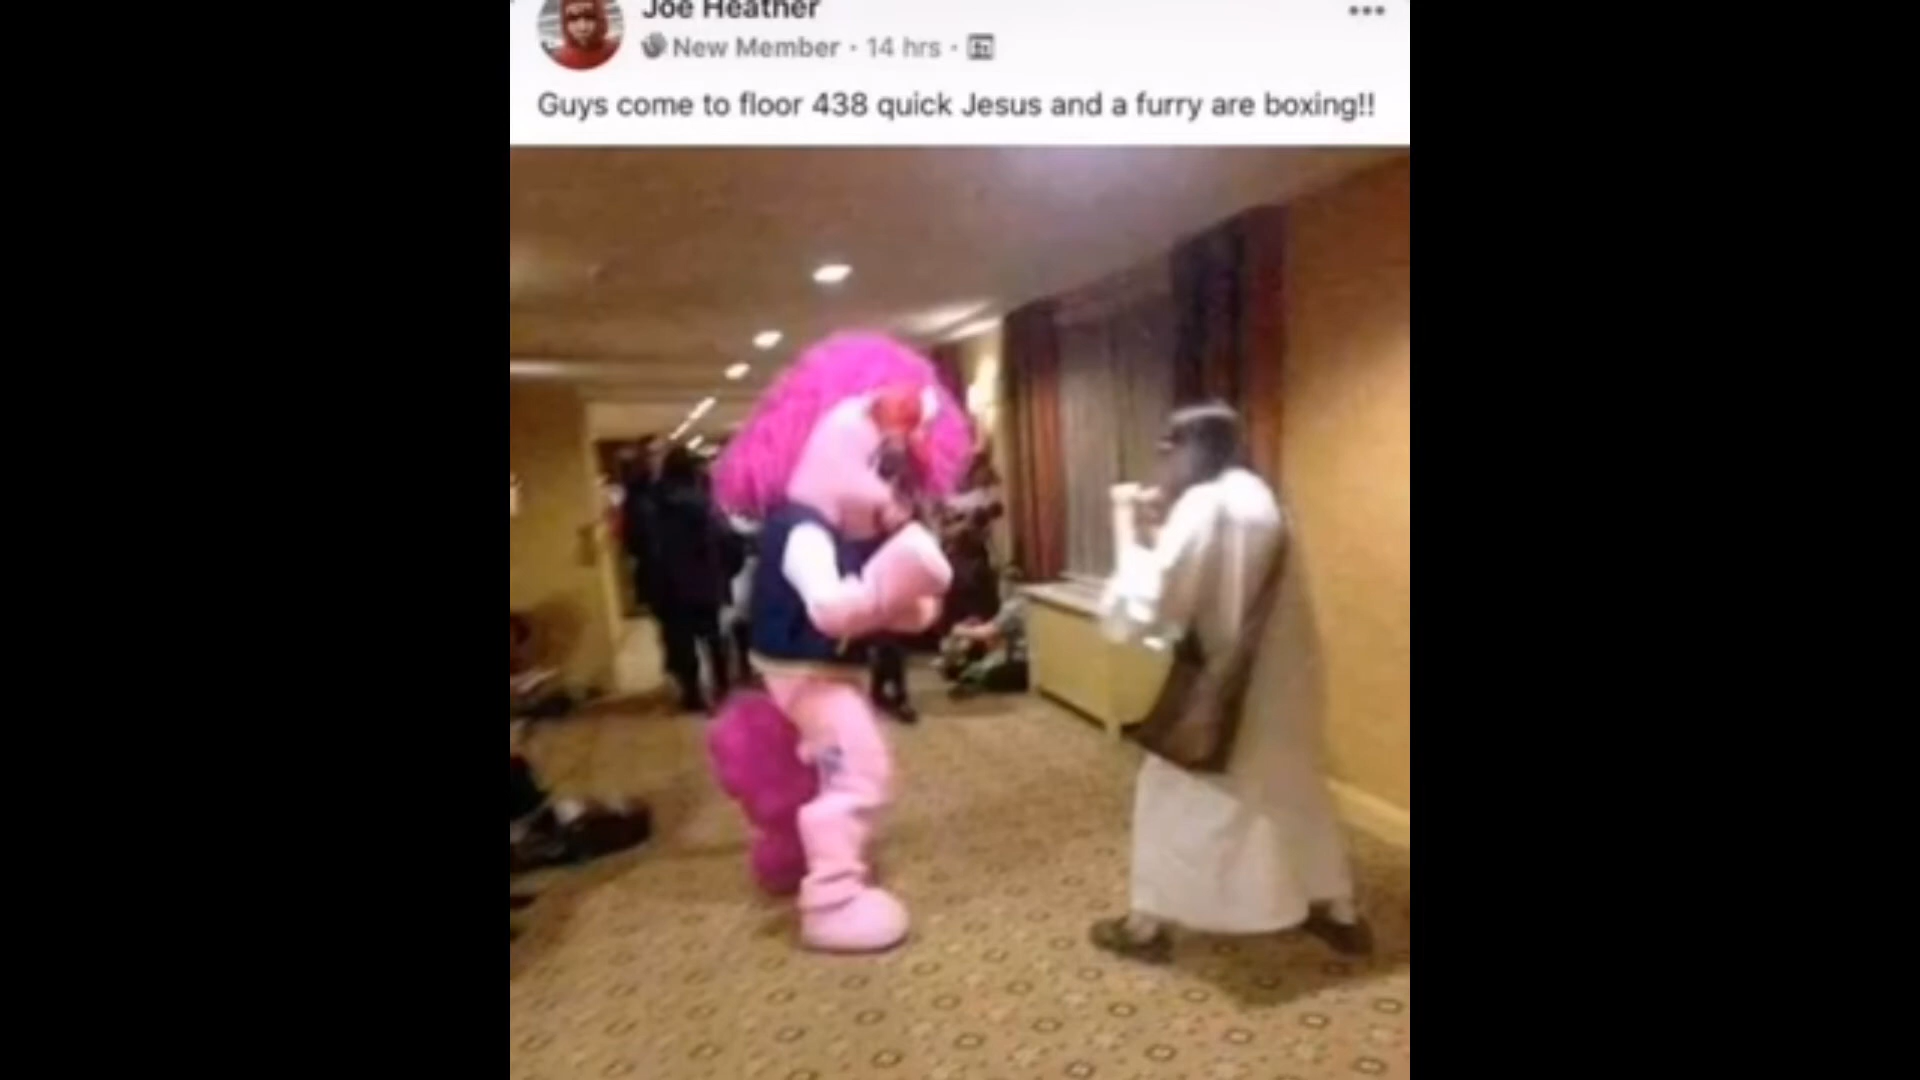 Joe Heather
New Member · 14 hrs ·
Guys come to floor 438 quick Jesus and a furry are boxing!!